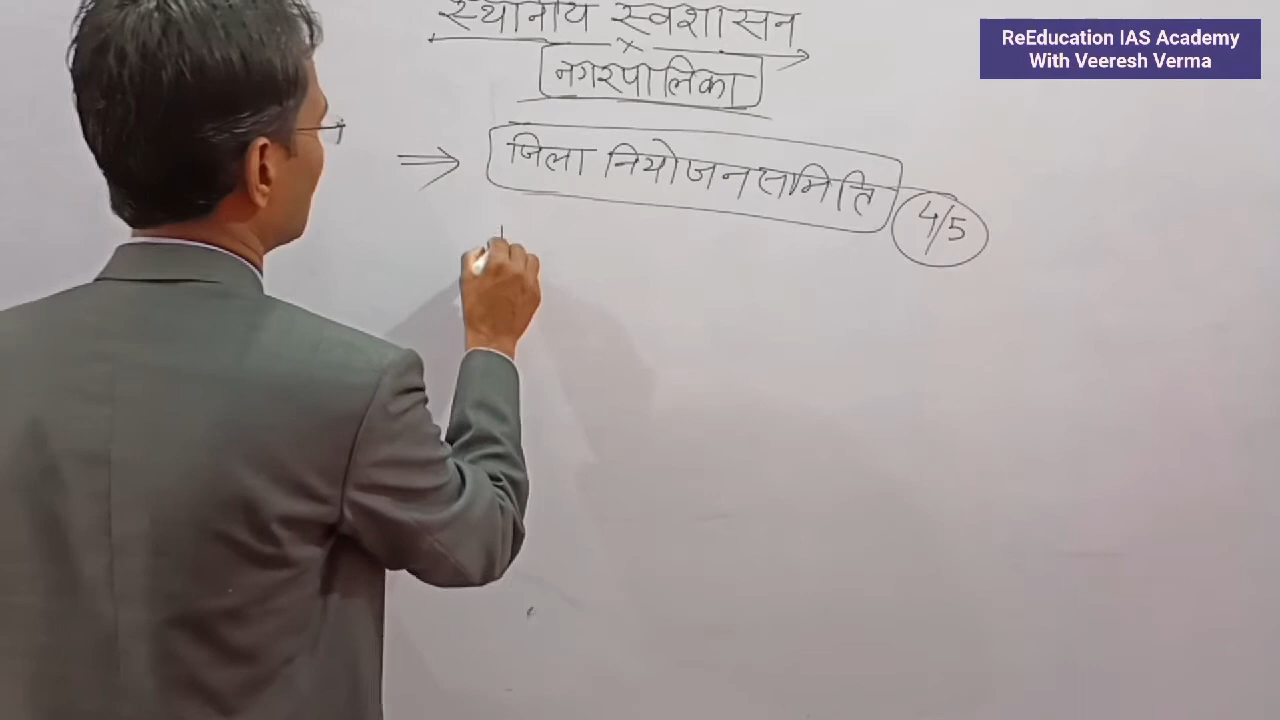 स्थानीय स्वशासन
नगरपालिका
जिला नियोजन समिति
4/5
ReEducation IAS Academy
With Veeresh Verma